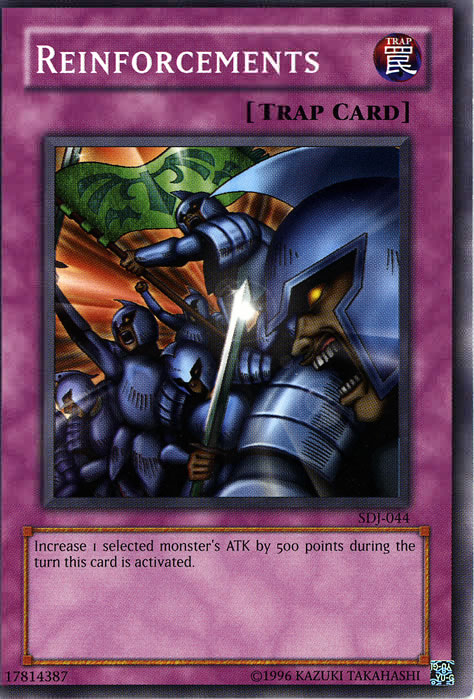 REINFORCEMENTS
TRAP
罠
[TRAP CARD]
SDJ-044
Increase 1 selected monster's ATK by 500 points during the
turn this card is activated.
17814387
©1996 KAZUKI TAKAHASHI